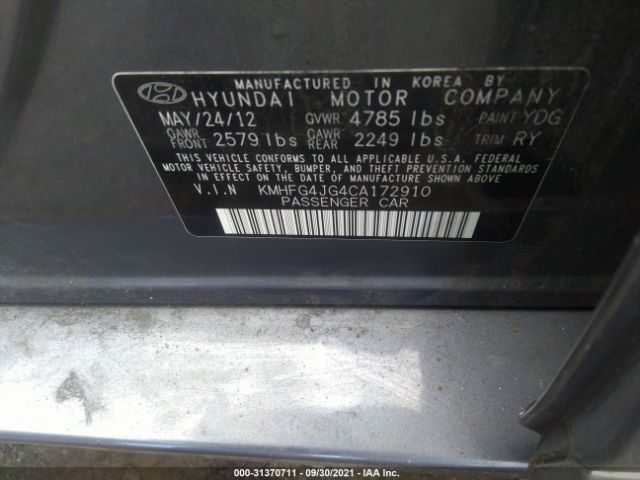 MANUFACTURED IN KOREA BY
HYUNDAI MOTOR COMPANY
MAY/24/12 GVWR 4785 lbs PAINT YDG
GAWR FRONT 2579 lbs GAWR REAR 2249 lbs TRIM RY
THIS VEHICLE CONFORMS TO ALL APPLICABLE U.S.A. FEDERAL
MOTOR VEHICLE SAFETY, BUMPER, AND THEFT PREVENTION STANDARDS
IN EFFECT ON THE DATE OF MANUFACTURE SHOWN ABOVE.
V.I.N KMHFG4JG4CA172910
PASSENGER CAR
000-31370711 - 09/30/2021 - IAA Inc.